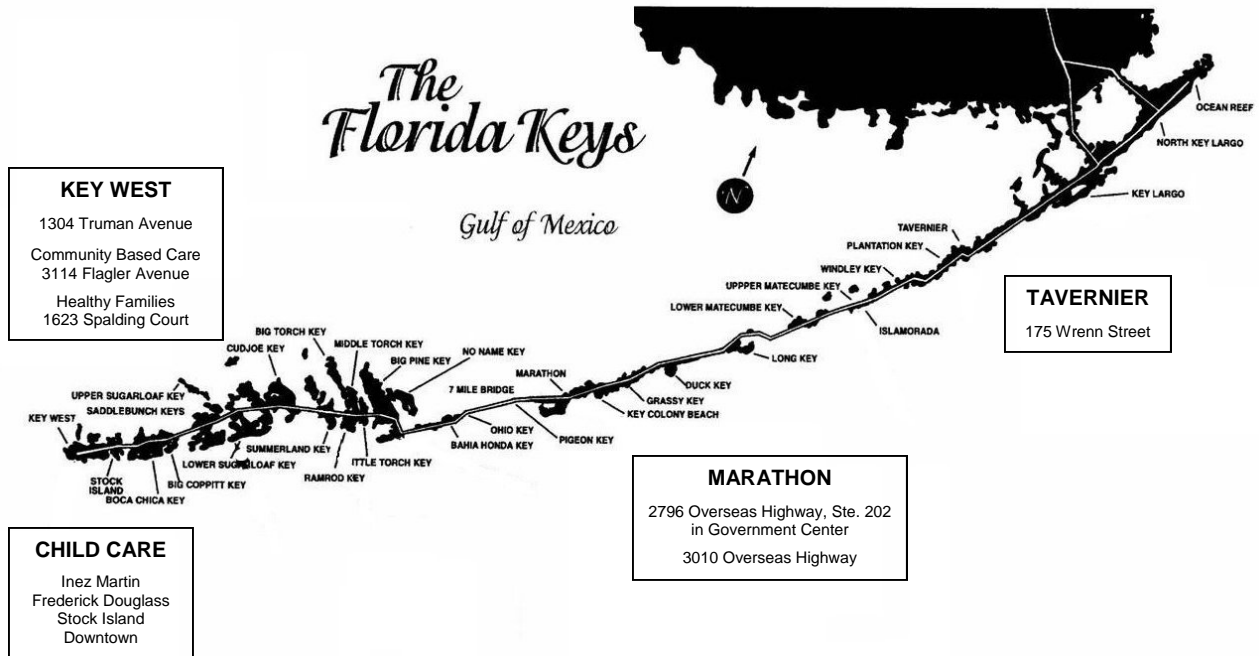 The
Florida Keys
Gulf of Mexico
N
OCEAN REEF
NORTH KEY LARGO
KEY LARGO
TAVERNIER
PLANTATION KEY
WINDLEY KEY
UPPPER MATECUMBE KEY
LOWER MATECUMBE KEY
ISLAMORADA
LONG KEY
DUCK KEY
GRASSY KEY
KEY COLONY BEACH
MARATHON
7 MILE BRIDGE
PIGEON KEY
OHIO KEY
BAHIA HONDA KEY
NO NAME KEY
BIG PINE KEY
MIDDLE TORCH KEY
BIG TORCH KEY
CUDJOE KEY
UPPER SUGARLOAF KEY
SADDLEBUNCH KEYS
KEY WEST
STOCK
ISLAND
BOCA CHICA KEY
BIG COPPITT KEY
LOWER SUGARLOAF KEY
SUMMERLAND KEY
RAMROD KEY
ITTLE TORCH KEY
KEY WEST
1304 Truman Avenue
Community Based Care
3114 Flagler Avenue
Healthy Families
1623 Spalding Court
TAVERNIER
175 Wrenn Street
MARATHON
2796 Overseas Highway, Ste. 202
in Government Center
3010 Overseas Highway
CHILD CARE
Inez Martin
Frederick Douglass
Stock Island
Downtown